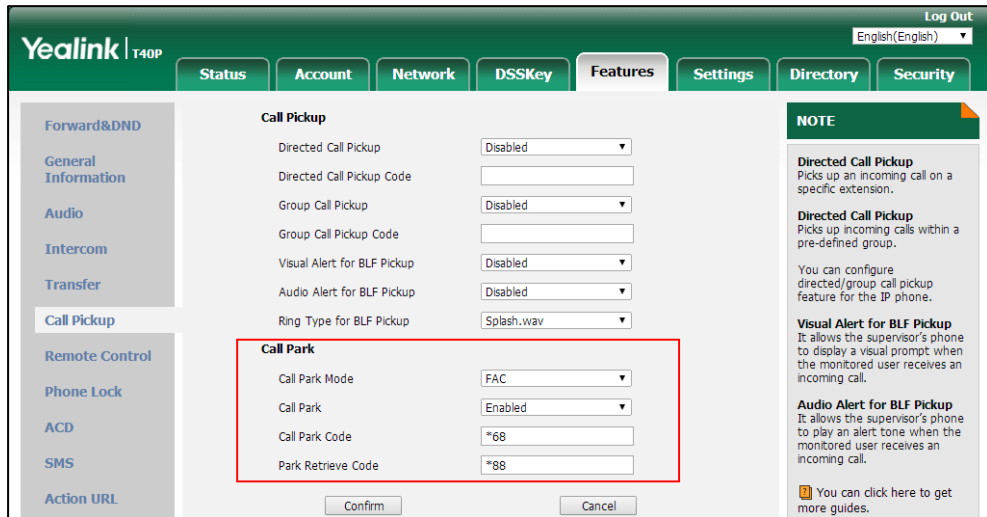 Log Out
Yealink | T40P
English(English)
Status Account Network DSSKey Features Settings Directory Security
Forward&DND
General
Information
Audio
Intercom
Transfer
Call Pickup
Remote Control
Phone Lock
ACD
SMS
Action URL
Call Pickup
Directed Call Pickup Disabled
Directed Call Pickup Code
Group Call Pickup Disabled
Group Call Pickup Code
Visual Alert for BLF Pickup Disabled
Audio Alert for BLF Pickup Disabled
Ring Type for BLF Pickup Splash.wav
Call Park
Call Park Mode FAC
Call Park Enabled
Call Park Code *68
Park Retrieve Code *88
Confirm Cancel
NOTE
Directed Call Pickup
Picks up an incoming call on a
specific extension.
Directed Call Pickup
Picks up incoming calls within a
pre-defined group.
You can configure
directed/group call pickup
feature for the IP phone.
Visual Alert for BLF Pickup
It allows the supervisor's phone
to display a visual prompt when
the monitored user receives an
incoming call.
Audio Alert for BLF Pickup
It allows the supervisor's phone
to play an alert tone when the
monitored user receives an
incoming call.
You can click here to get
more guides.